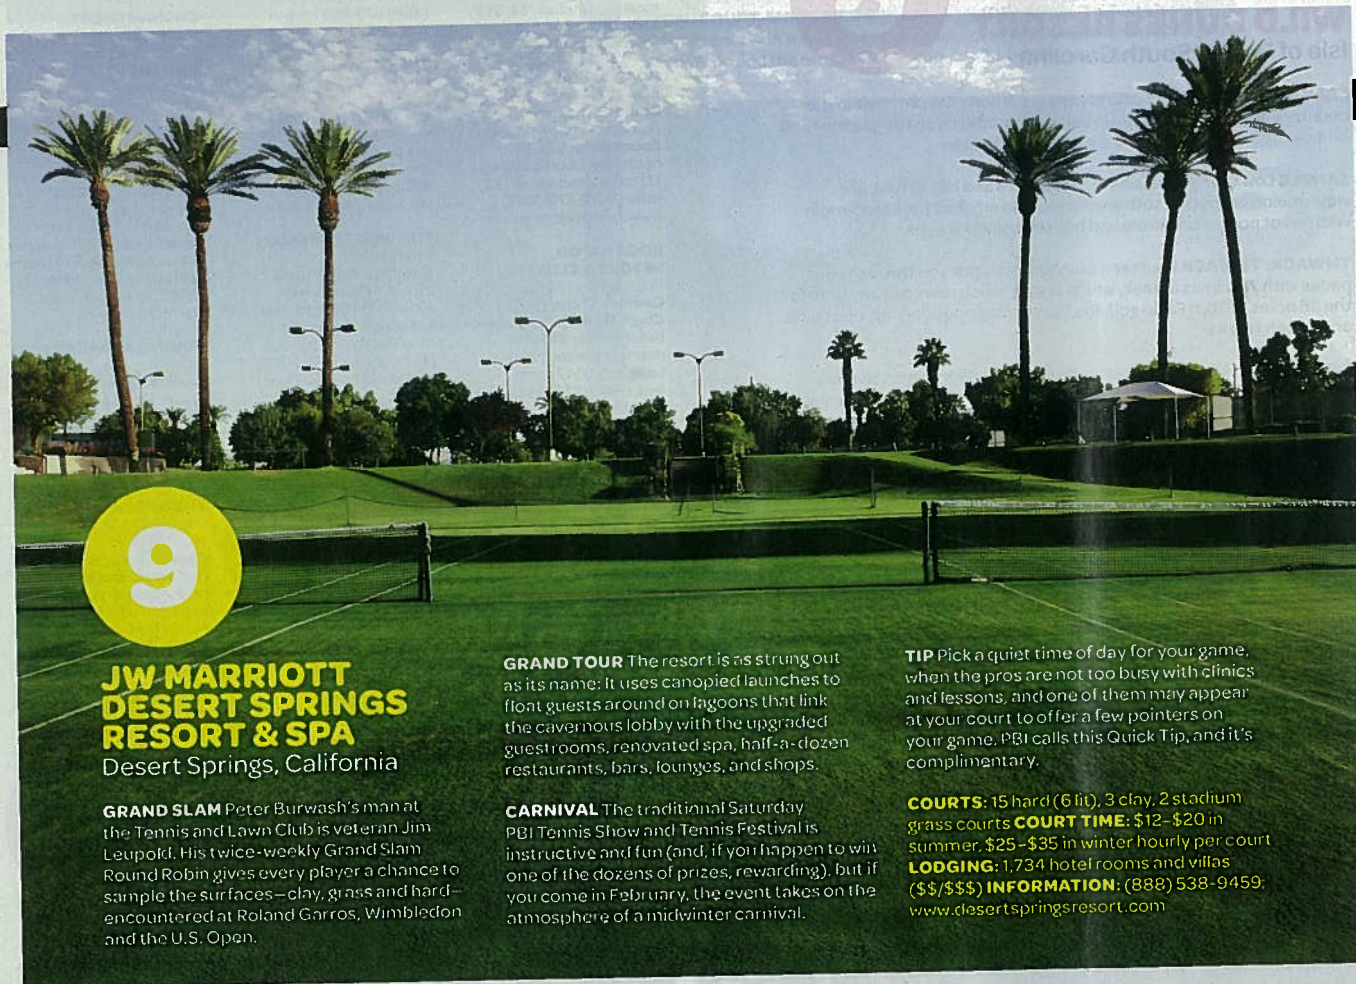 9
JW MARRIOTT
DESERT SPRINGS
RESORT & SPA
Desert Springs, California
GRAND SLAM Peter Burwash's man at
the Tennis and Lawn Club is veteran Jim
Leupold. His twice-weekly Grand Slam
Round Robin gives every player a chance to
sample the surfaces—clay, grass and hard—
encountered at Roland Garros, Wimbledon
and the U.S. Open.
GRAND TOUR The resort is as strung out
as its name: It uses canopied launches to
float guests around on lagoons that link
the cavernous lobby with the upgraded
guestrooms, renovated spa, half-a-dozen
restaurants, bars, lounges, and shops.
CARNIVAL The traditional Saturday
PBI Tennis Show and Tennis Festival is
instructive and fun (and, if you happen to win
one of the dozens of prizes, rewarding), but if
you come in February, the event takes on the
atmosphere of a midwinter carnival.
TIP Pick a quiet time of day for your game,
when the pros are not too busy with clinics
and lessons, and one of them may appear
at your court to offer a few pointers on
your game. PBI calls this Quick Tip, and it's
complimentary.
COURTS: 15 hard (6 lit), 3 clay, 2 stadium
grass courts COURT TIME: $12–$20 in
summer, $25–$35 in winter hourly per court
LODGING: 1,734 hotel rooms and villas
($$/$$$) INFORMATION: (888) 538-9459;
www.desertspringsresort.com